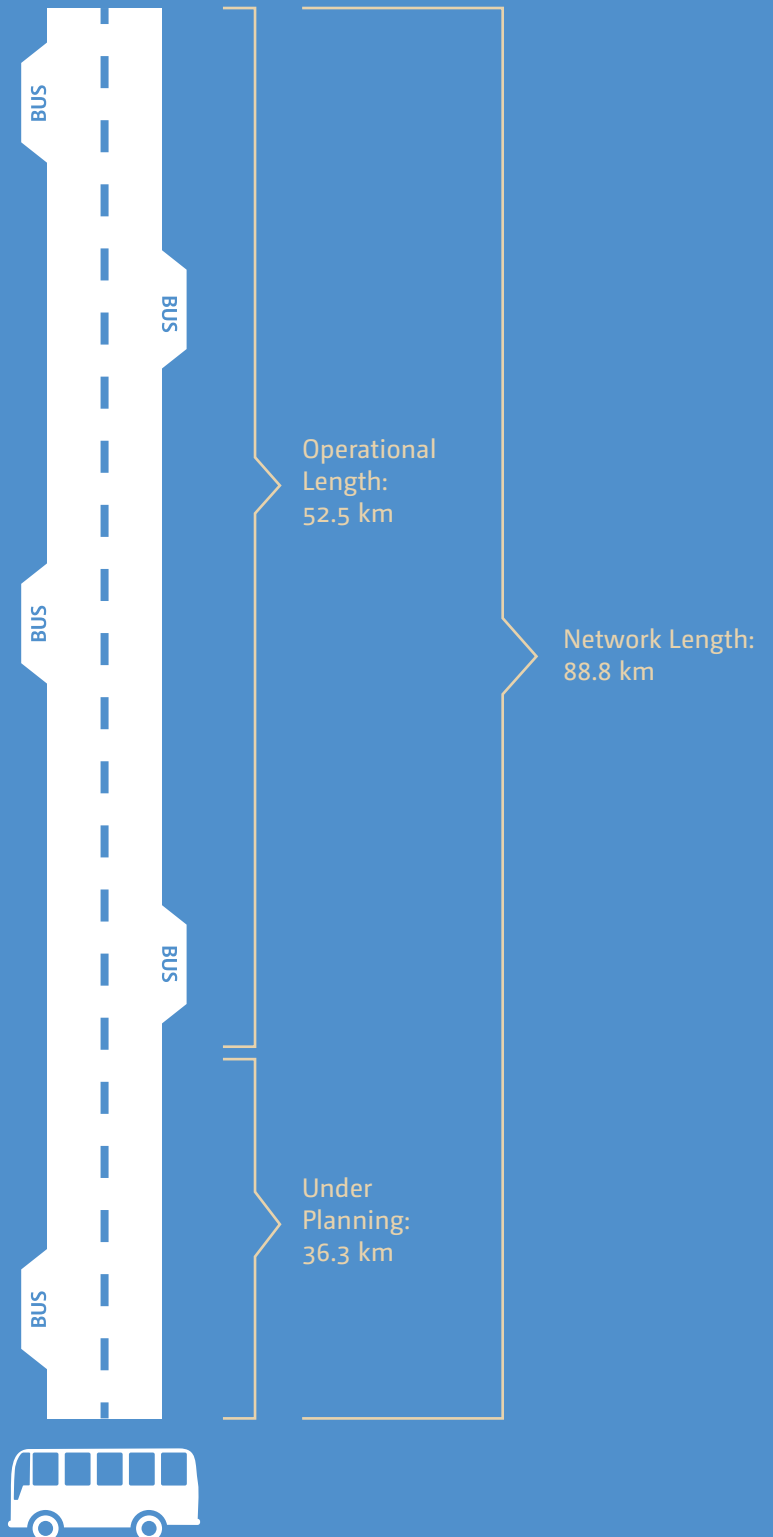 BUS
BUS
Operational
Length:
52.5 km
BUS
Network Length:
88.8 km
BUS
Under
Planning:
36.3 km
BUS